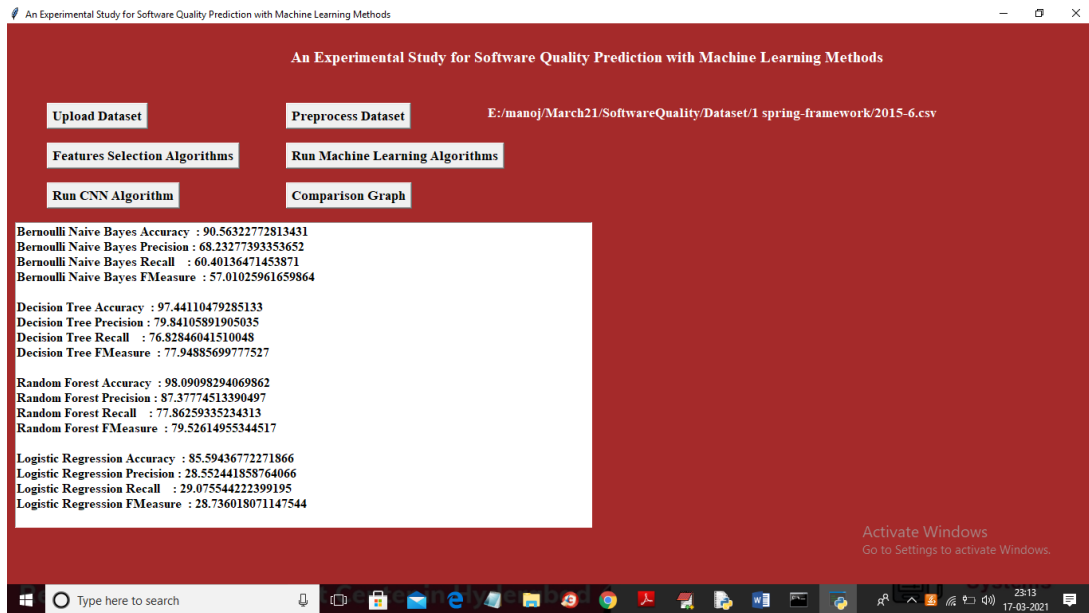 An Experimental Study for Software Quality Prediction with Machine Learning Methods
An Experimental Study for Software Quality Prediction with Machine Learning Methods
Upload Dataset
Preprocess Dataset
E:/manoj/March21/SoftwareQuality/Dataset/1 spring-framework/2015-6.csv
Features Selection Algorithms
Run Machine Learning Algorithms
Run CNN Algorithm
Comparison Graph
Bernoulli Naive Bayes Accuracy : 90.56322772813431
Bernoulli Naive Bayes Precision : 68.23277393353652
Bernoulli Naive Bayes Recall : 60.40136471453871
Bernoulli Naive Bayes FMeasure : 57.01025961659864
Decision Tree Accuracy : 97.44110479285133
Decision Tree Precision : 79.84105891905035
Decision Tree Recall : 76.82846041510048
Decision Tree FMeasure : 77.94885699777527
Random Forest Accuracy : 98.09098294069862
Random Forest Precision : 87.37774513390497
Random Forest Recall : 77.86259335234313
Random Forest FMeasure : 79.52614955344517
Logistic Regression Accuracy : 85.59436772271866
Logistic Regression Precision : 28.552441858764066
Logistic Regression Recall : 29.075544222399195
Logistic Regression FMeasure : 28.736018071147544
Activate Windows
Go to Settings to activate Windows.
Type here to search
23:13
17-03-2021